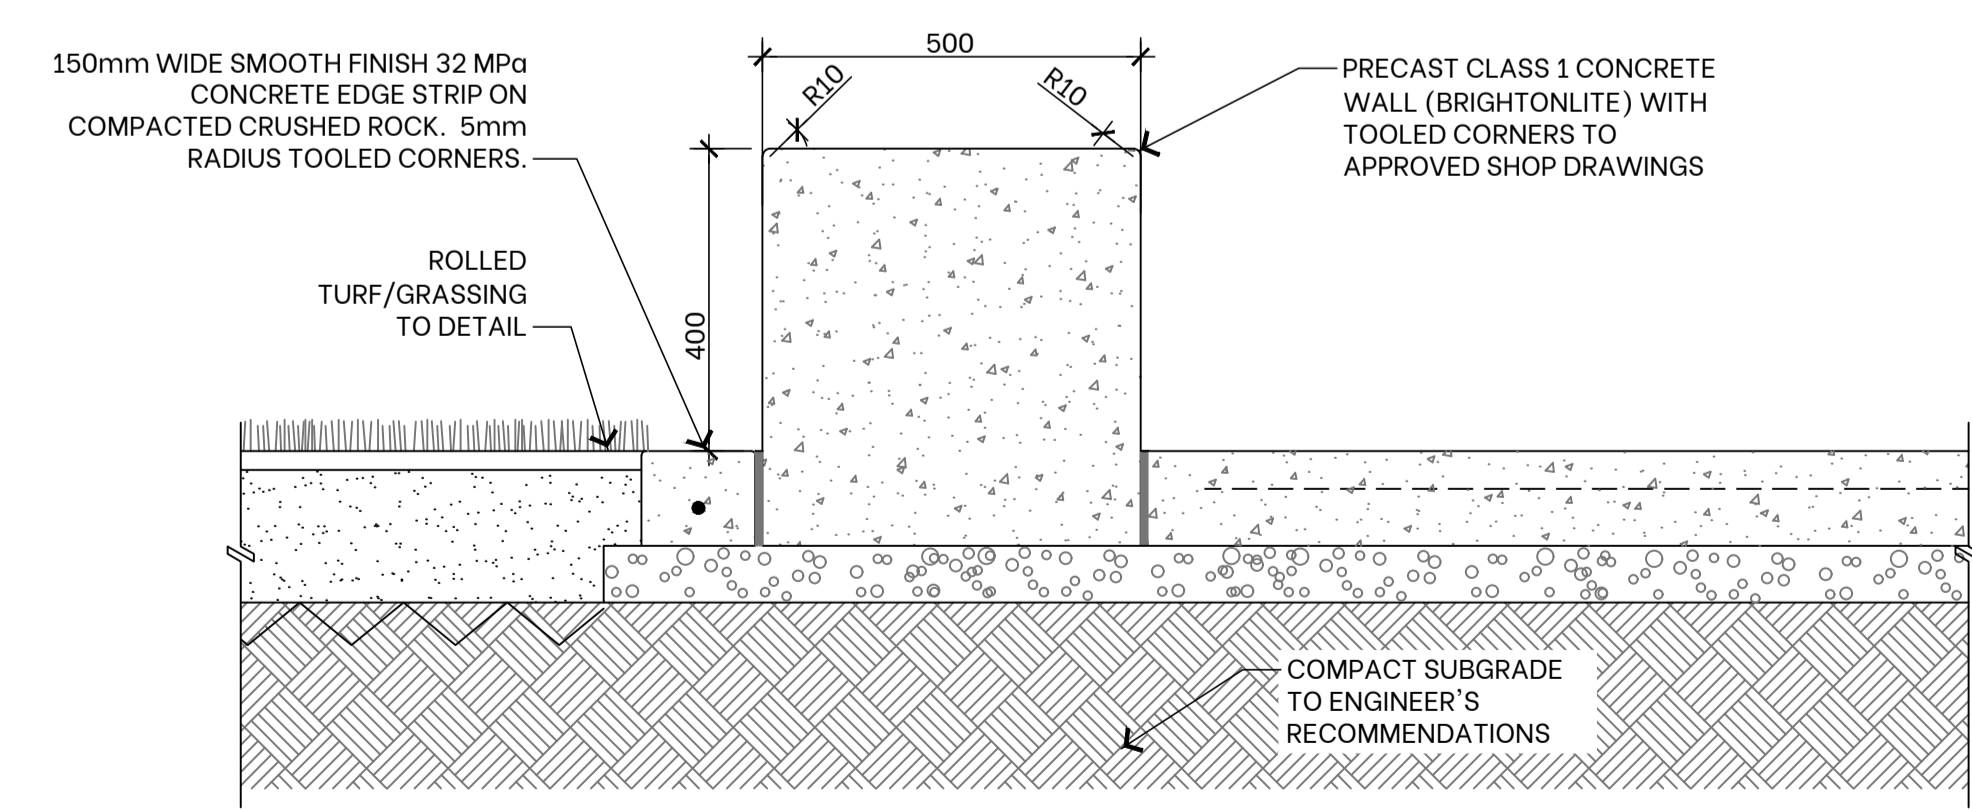 150mm WIDE SMOOTH FINISH 32 MPa
CONCRETE EDGE STRIP ON
COMPACTED CRUSHED ROCK. 5mm
RADIUS TOOLED CORNERS.
500
R10
R10
PRECAST CLASS 1 CONCRETE
WALL (BRIGHTONLITE) WITH
TOOLED CORNERS TO
APPROVED SHOP DRAWINGS
ROLLED
TURF/GRASSING
TO DETAIL
400
COMPACT SUBGRADE
TO ENGINEER'S
RECOMMENDATIONS